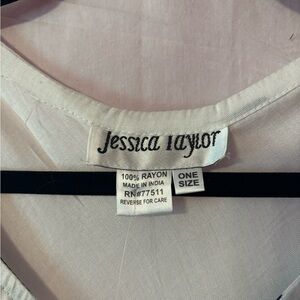 Jessica Taylor
100% RAYON
MADE IN INDIA
RN#77511
REVERSE FOR CARE
ONE
SIZE